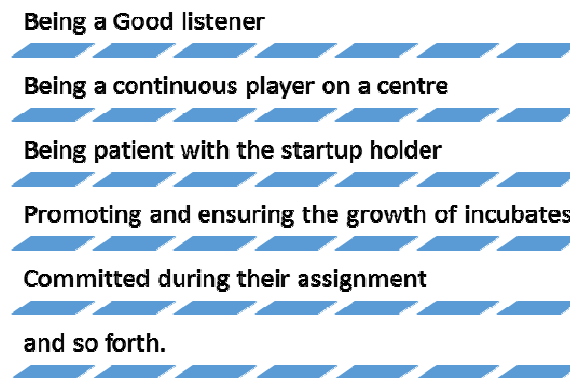 Being a Good listener
Being a continuous player on a centre
Being patient with the startup holder
Promoting and ensuring the growth of incubates
Committed during their assignment
and so forth.